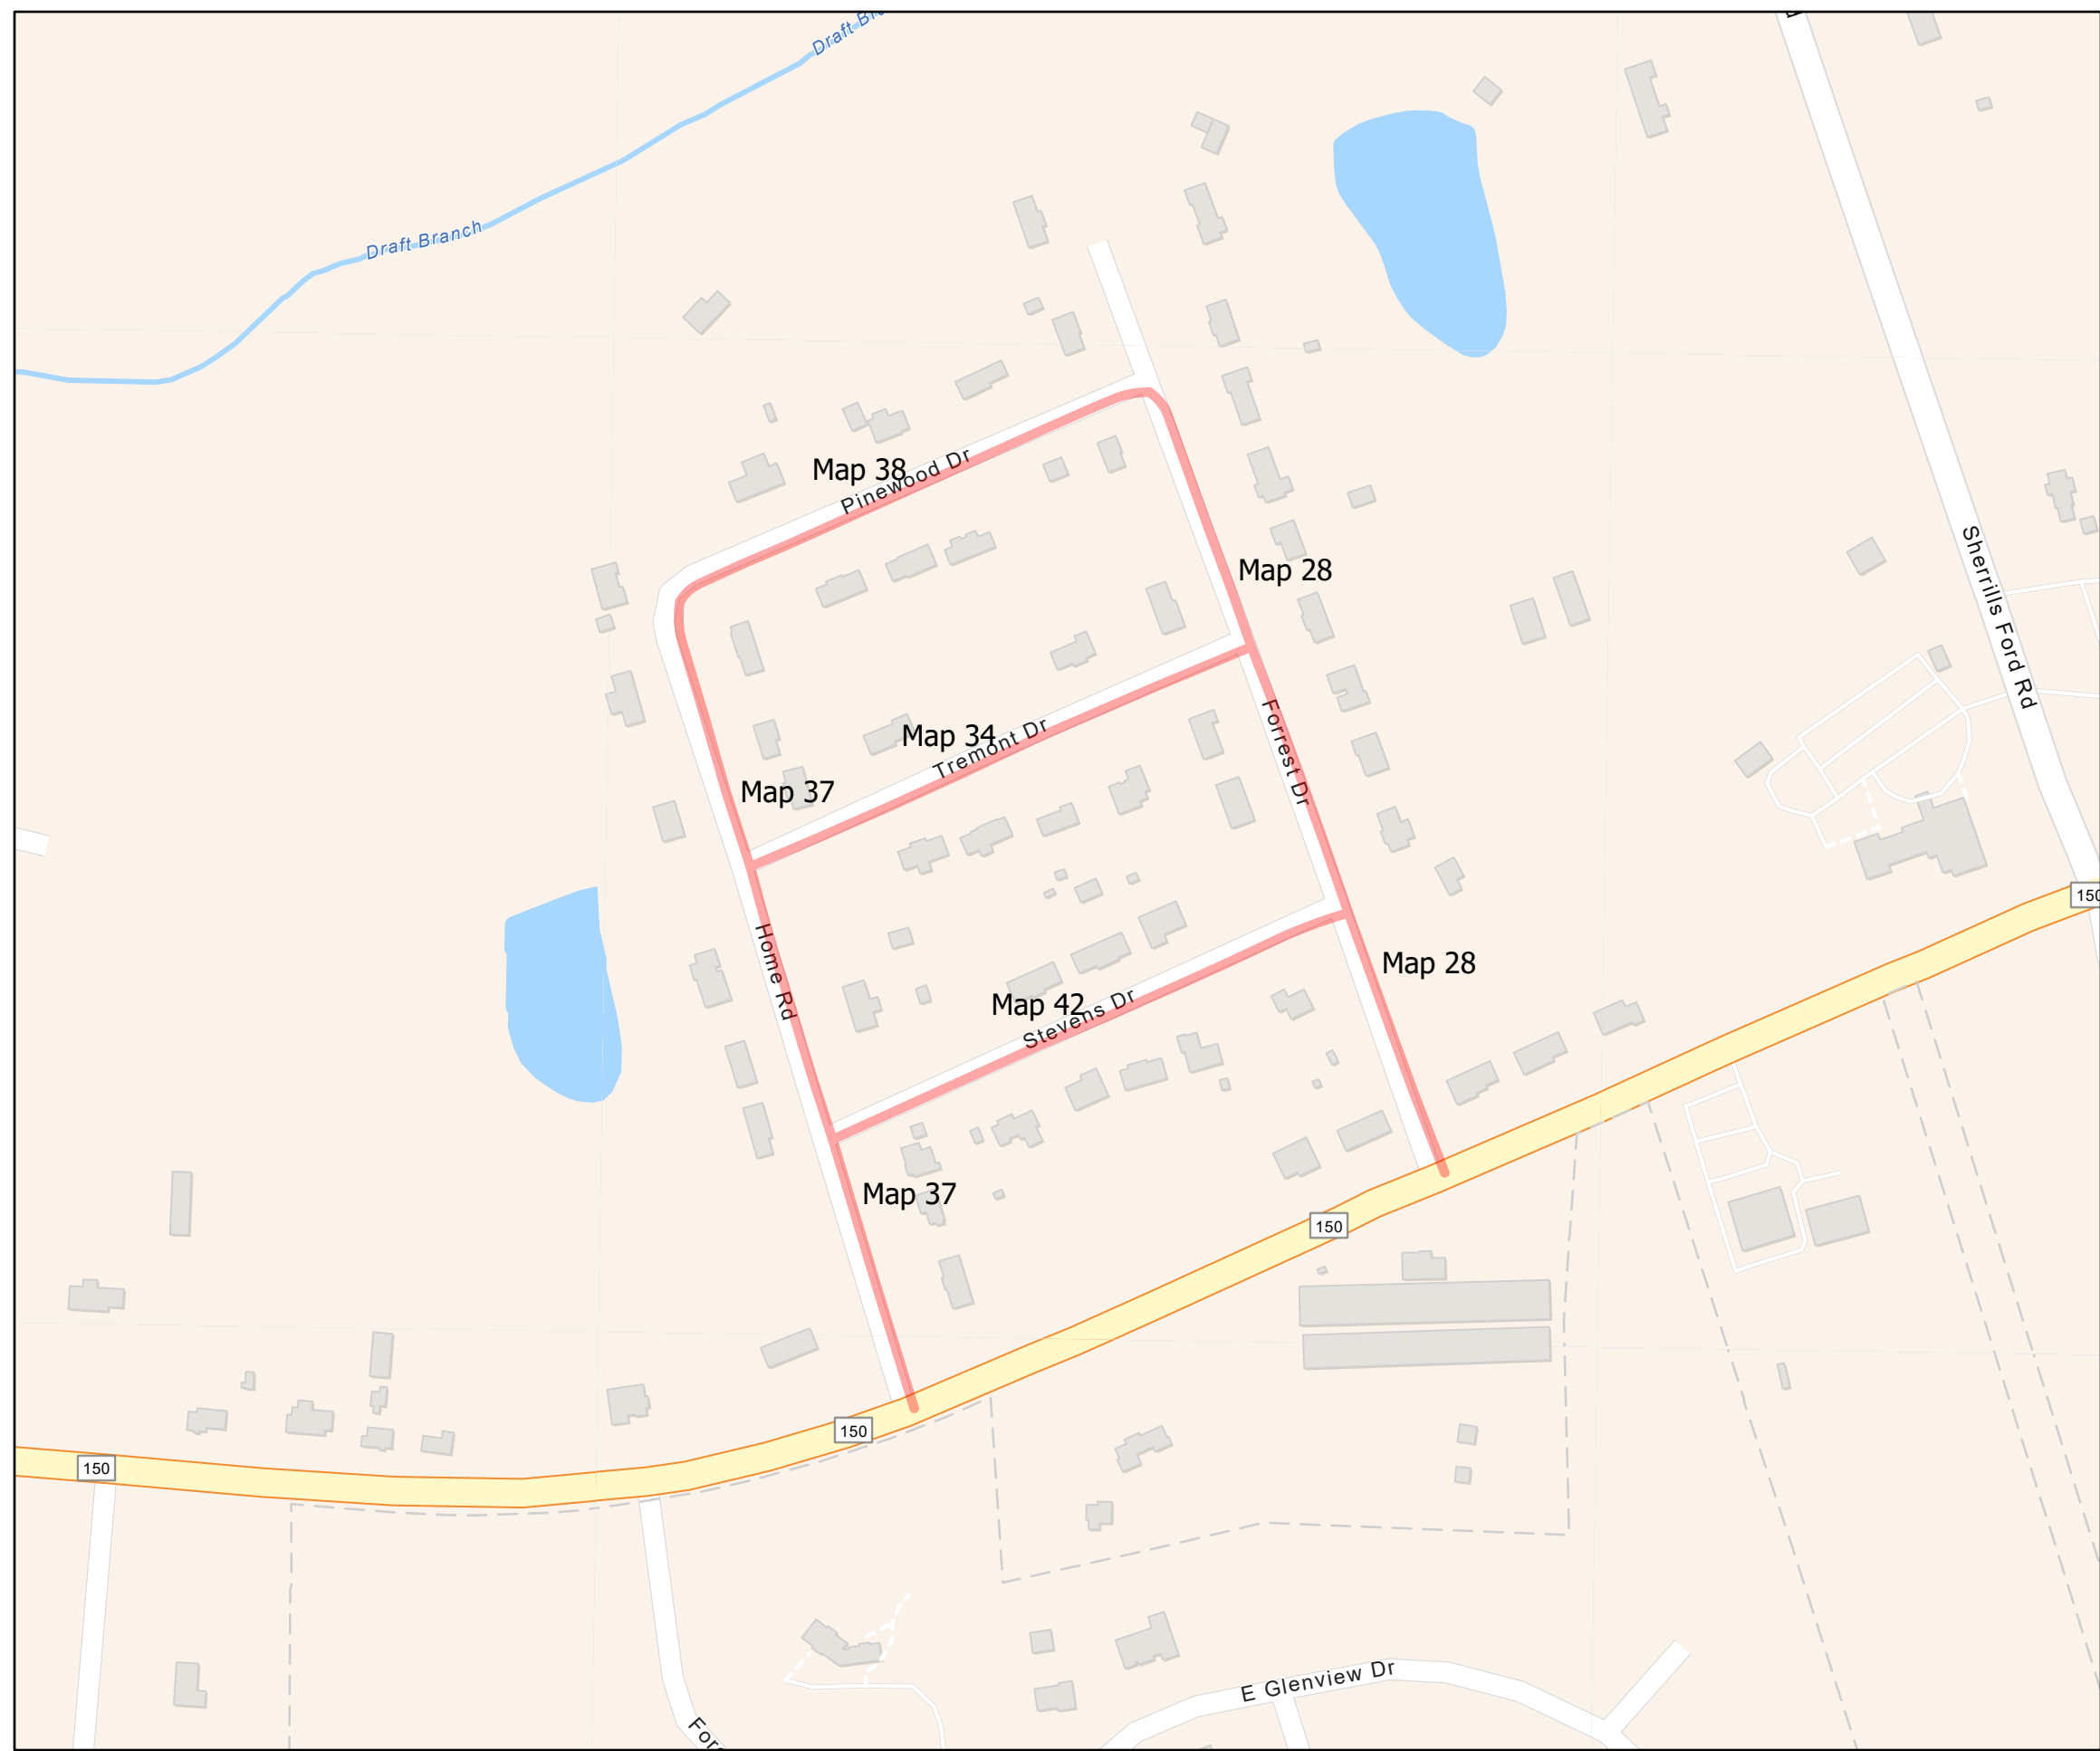 Draft
Draft Branch
Map 38
Pinewood Dr
Map 28
Sherrills Ford Rd
Map 34
Tremont Dr
Forrest Dr
Map 37
150
Home Rd
Map 28
Map 42
Stevens Dr
Map 37
150
150
150
E Glenview Dr